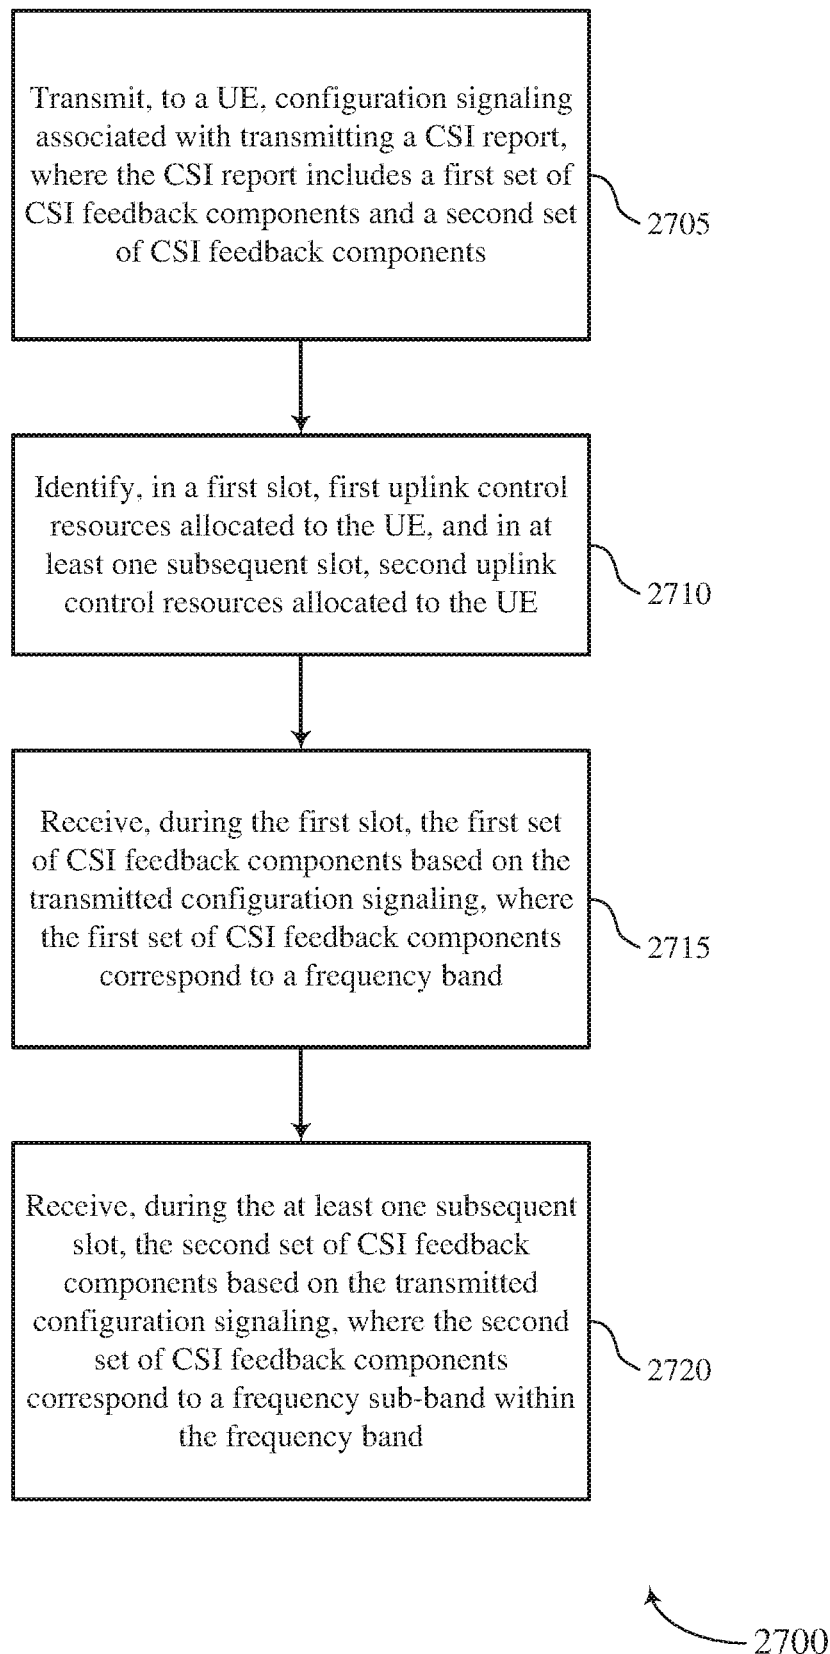 Transmit, to a UE, configuration signaling
associated with transmitting a CSI report,
where the CSI report includes a first set of
CSI feedback components and a second set
of CSI feedback components
2705
Identify, in a first slot, first uplink control
resources allocated to the UE, and in at
least one subsequent slot, second uplink
control resources allocated to the UE
2710
Receive, during the first slot, the first set
of CSI feedback components based on the
transmitted configuration signaling, where
the first set of CSI feedback components
correspond to a frequency band
2715
Receive, during the at least one subsequent
slot, the second set of CSI feedback
components based on the transmitted
configuration signaling, where the second
set of CSI feedback components
correspond to a frequency sub-band within
the frequency band
2720
2700